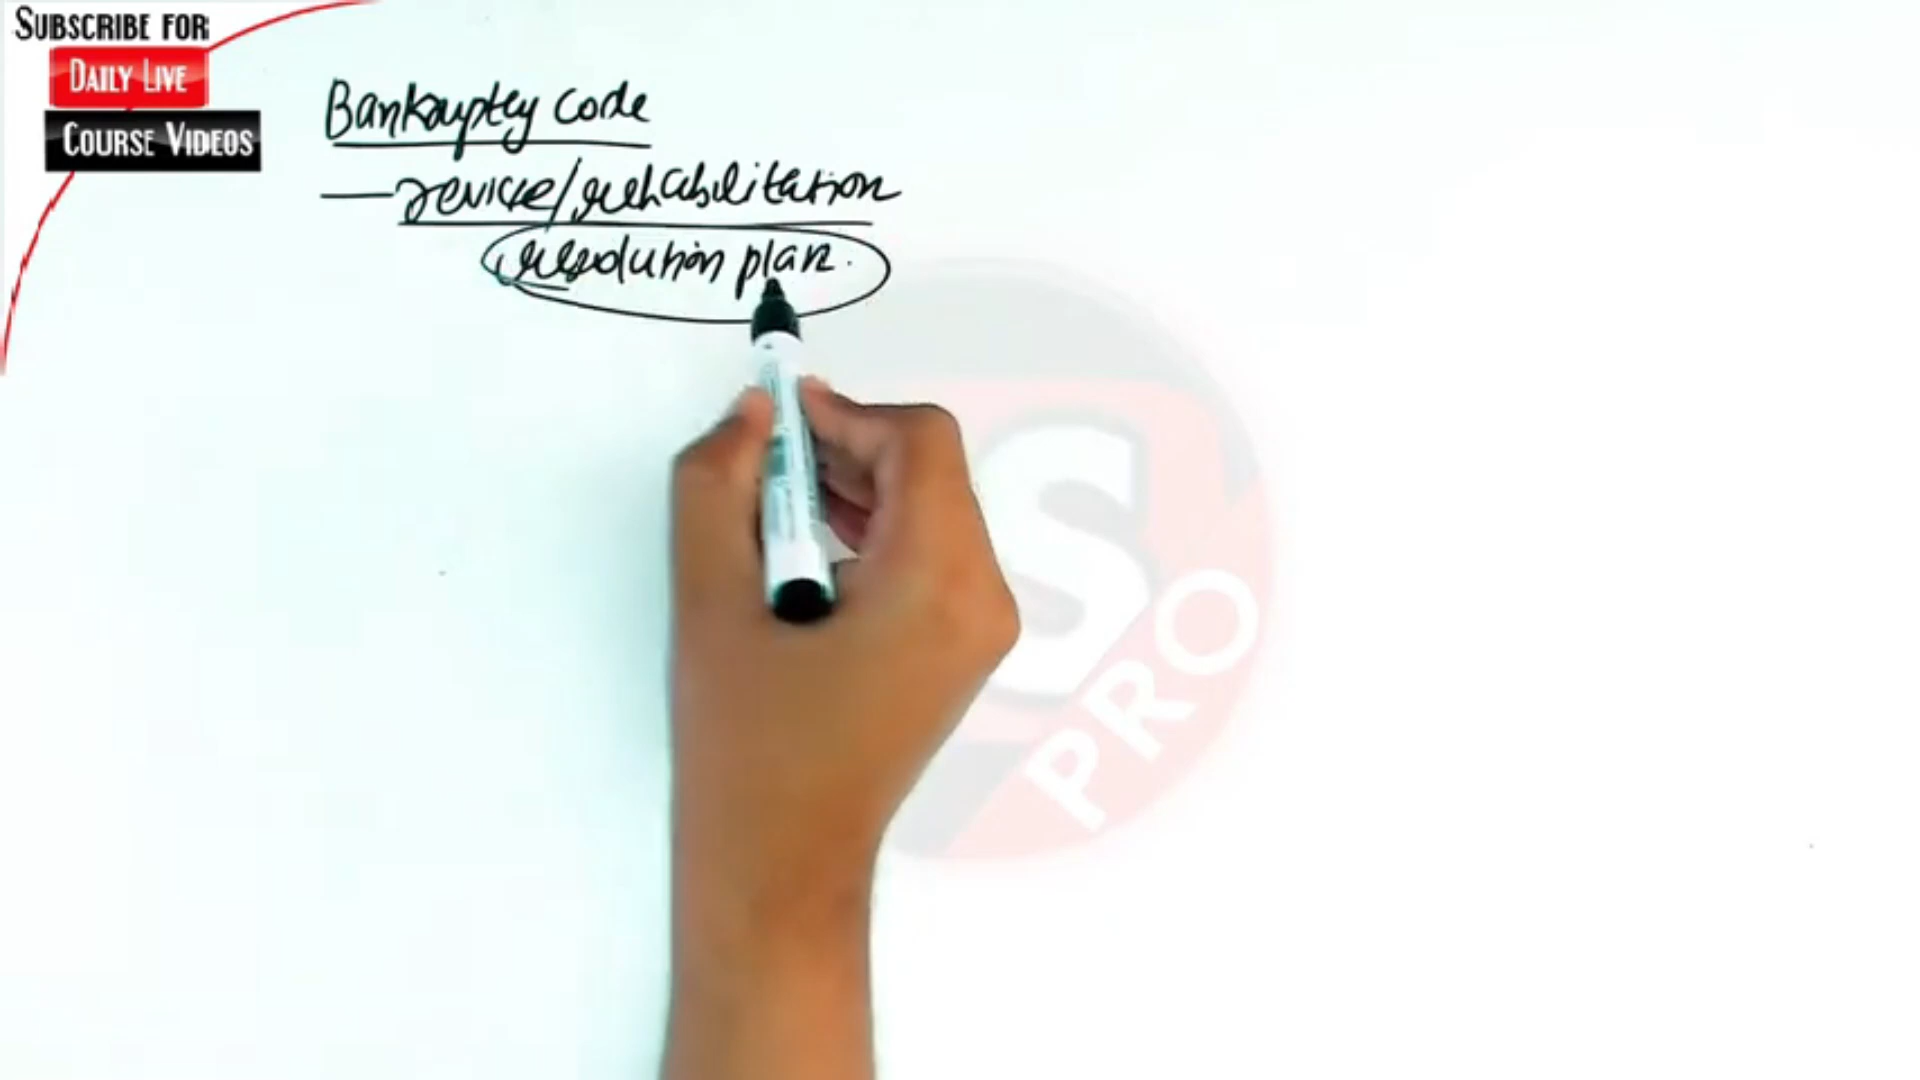 SUBSCRIBE FOR
DAILY LIVE
COURSE VIDEOS
Bankruptcy code
— revive/rehabilitation
resolution plan.
S
PRO